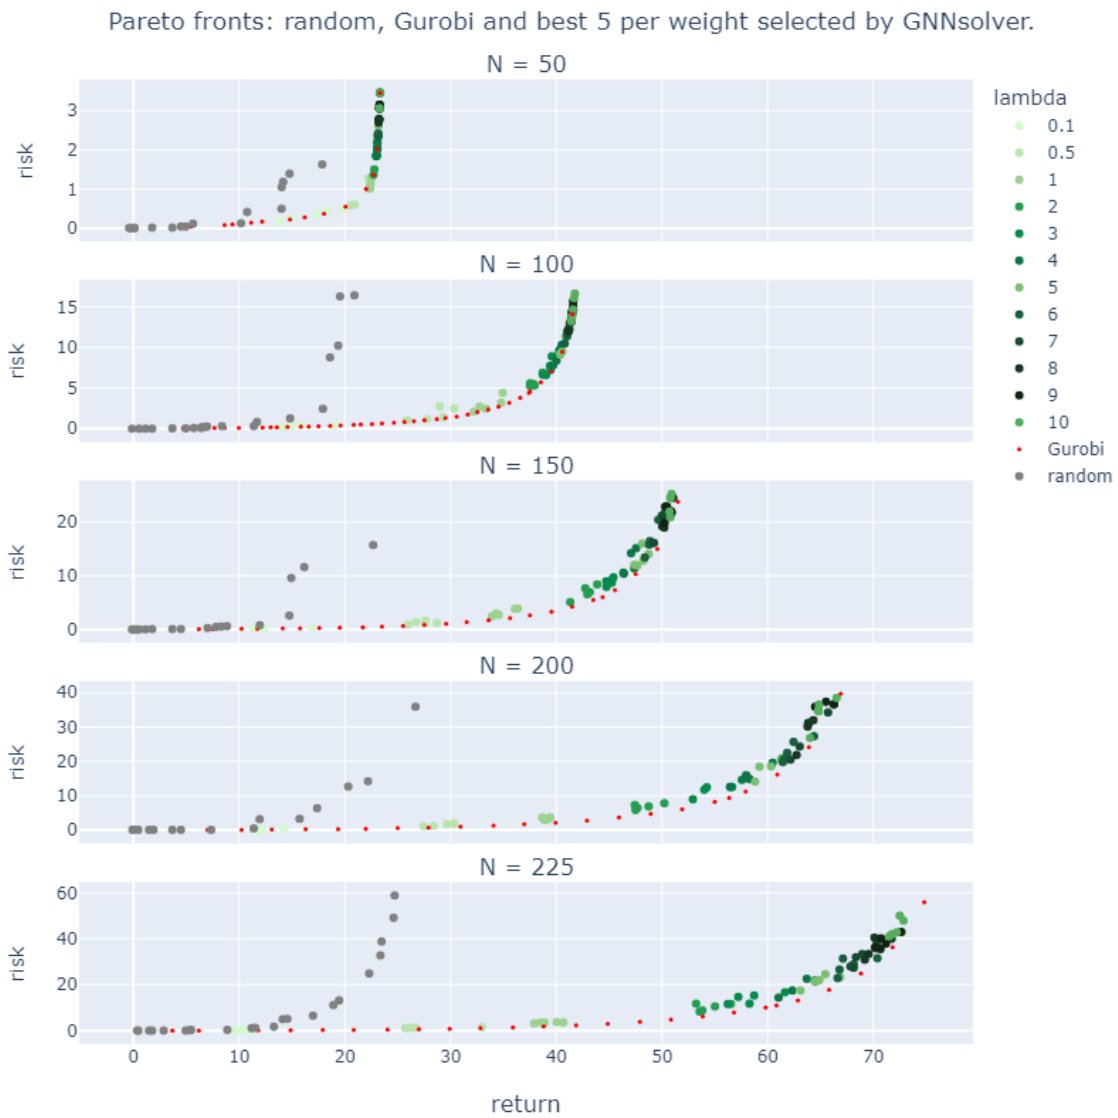 Pareto fronts: random, Gurobi and best 5 per weight selected by GNNsolver.
N = 50
risk
3
2
1
0
N = 100
risk
15
10
5
0
N = 150
risk
20
10
0
N = 200
risk
40
30
20
10
0
N = 225
risk
60
40
20
0
0 10 20 30 40 50 60 70
return
lambda
0.1
0.5
1
2
3
4
5
6
7
8
9
10
Gurobi
random